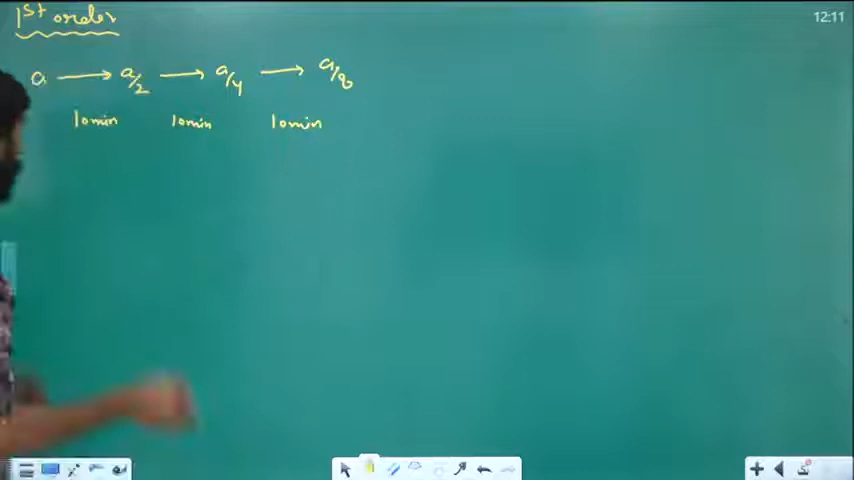 1st order
12:11
a → a/2 → a/4 → a/8
10min 10min 10min